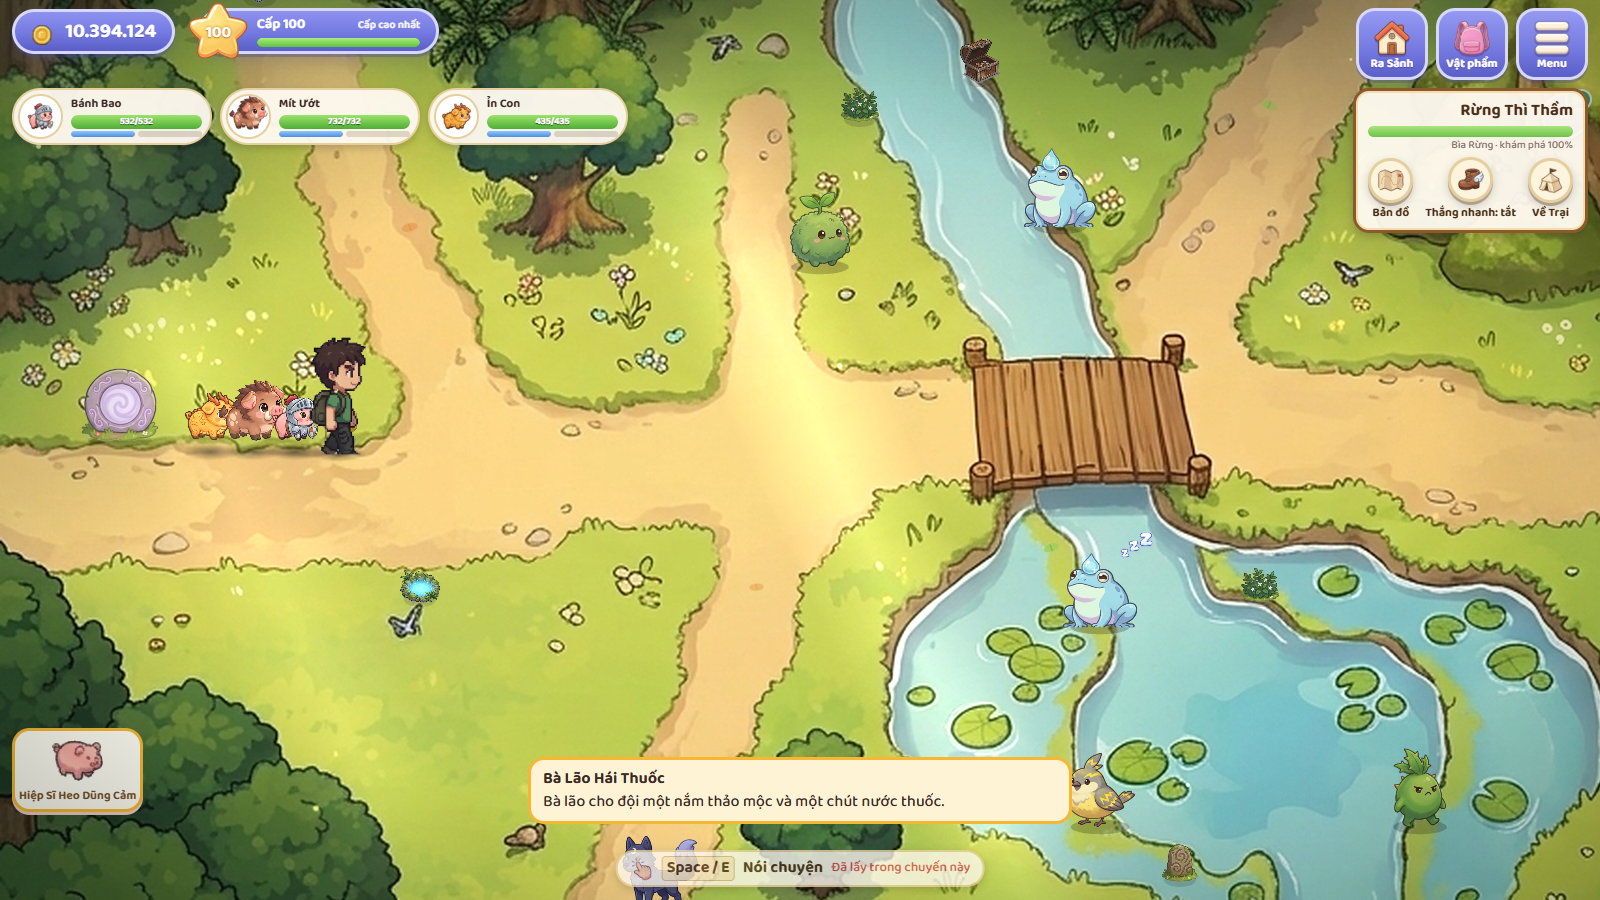 10.394.124
100
Cấp 100
Cấp cao nhất
Ra Sảnh
Vật phẩm
Menu
Bánh Bao
532/532
Mít Ướt
732/732
Ỉn Con
435/435
Rừng Thì Thầm
Bìa Rừng · khám phá 100%
Bản đồ
Thắng nhanh: tắt
Về Trại
z z Z
Hiệp Sĩ Heo Dũng Cảm
Bà Lão Hái Thuốc
Bà lão cho đội một nắm thảo mộc và một chút nước thuốc.
Space / E Nói chuyện Đã lấy trong chuyến này